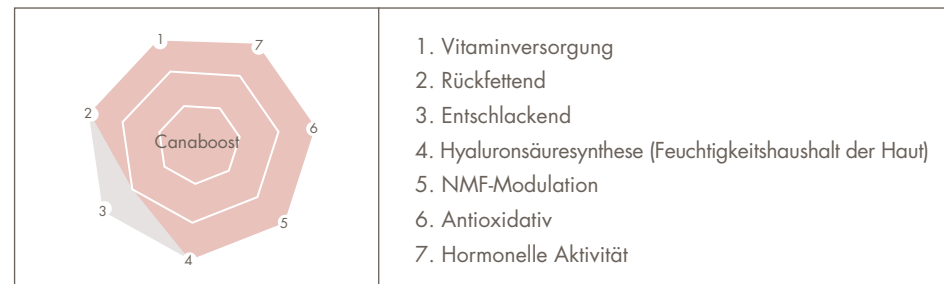 1
7
2
Canaboost
6
3
5
4
1. Vitaminversorgung
2. Rückfettend
3. Entschlackend
4. Hyaluronsäuresynthese (Feuchtigkeitshaushalt der Haut)
5. NMF-Modulation
6. Antioxidativ
7. Hormonelle Aktivität